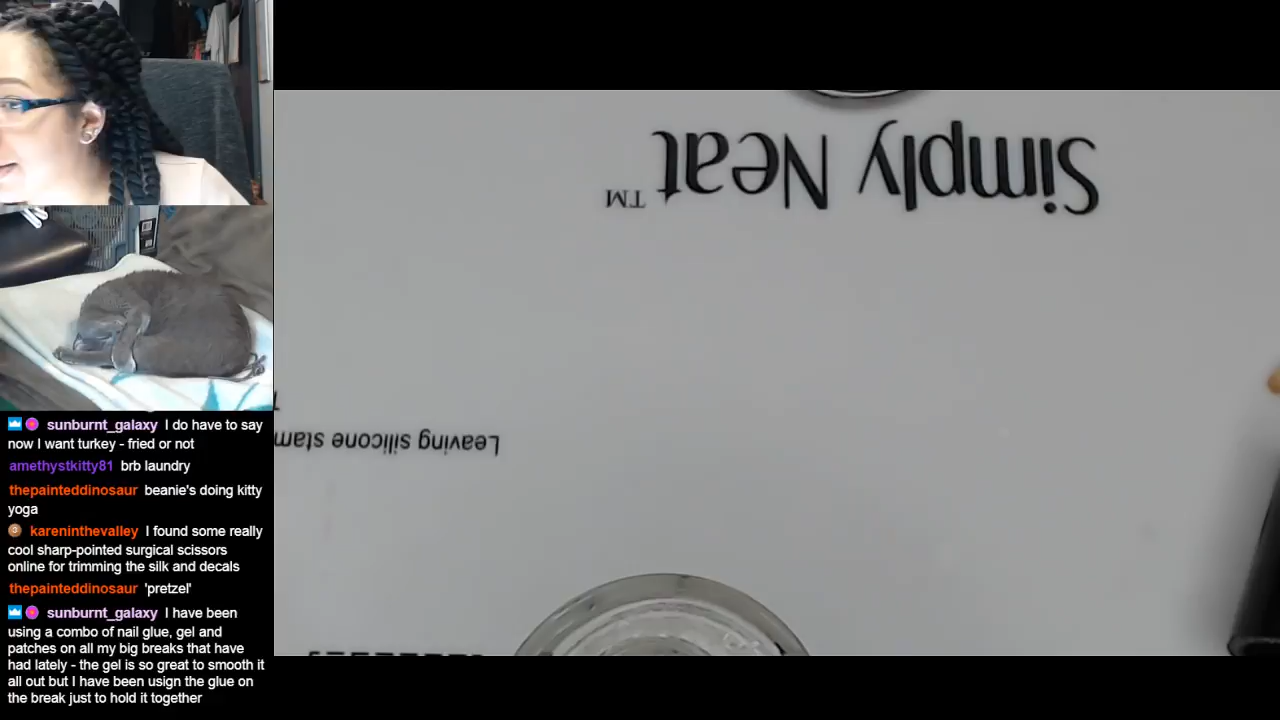 Simply Neat™
Leaving silicone stam
sunburnt_galaxy I do have to say
now I want turkey - fried or not
amethystkitty81 brb laundry
thepainteddinosaur beanie's doing kitty
yoga
kareninthevalley I found some really
cool sharp-pointed surgical scissors
online for trimming the silk and decals
thepainteddinosaur 'pretzel'
sunburnt_galaxy I have been
using a combo of nail glue, gel and
patches on all my big breaks that have
had lately - the gel is so great to smooth it
all out but I have been usign the glue on
the break just to hold it together